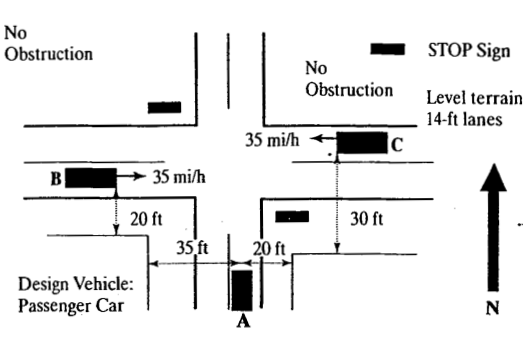 No
Obstruction
STOP Sign
No
Obstruction
Level terrain
14-ft lanes
35 mi/h
C
B
35 mi/h
20 ft
30 ft
35 ft
20 ft
Design Vehicle:
Passenger Car
A
N